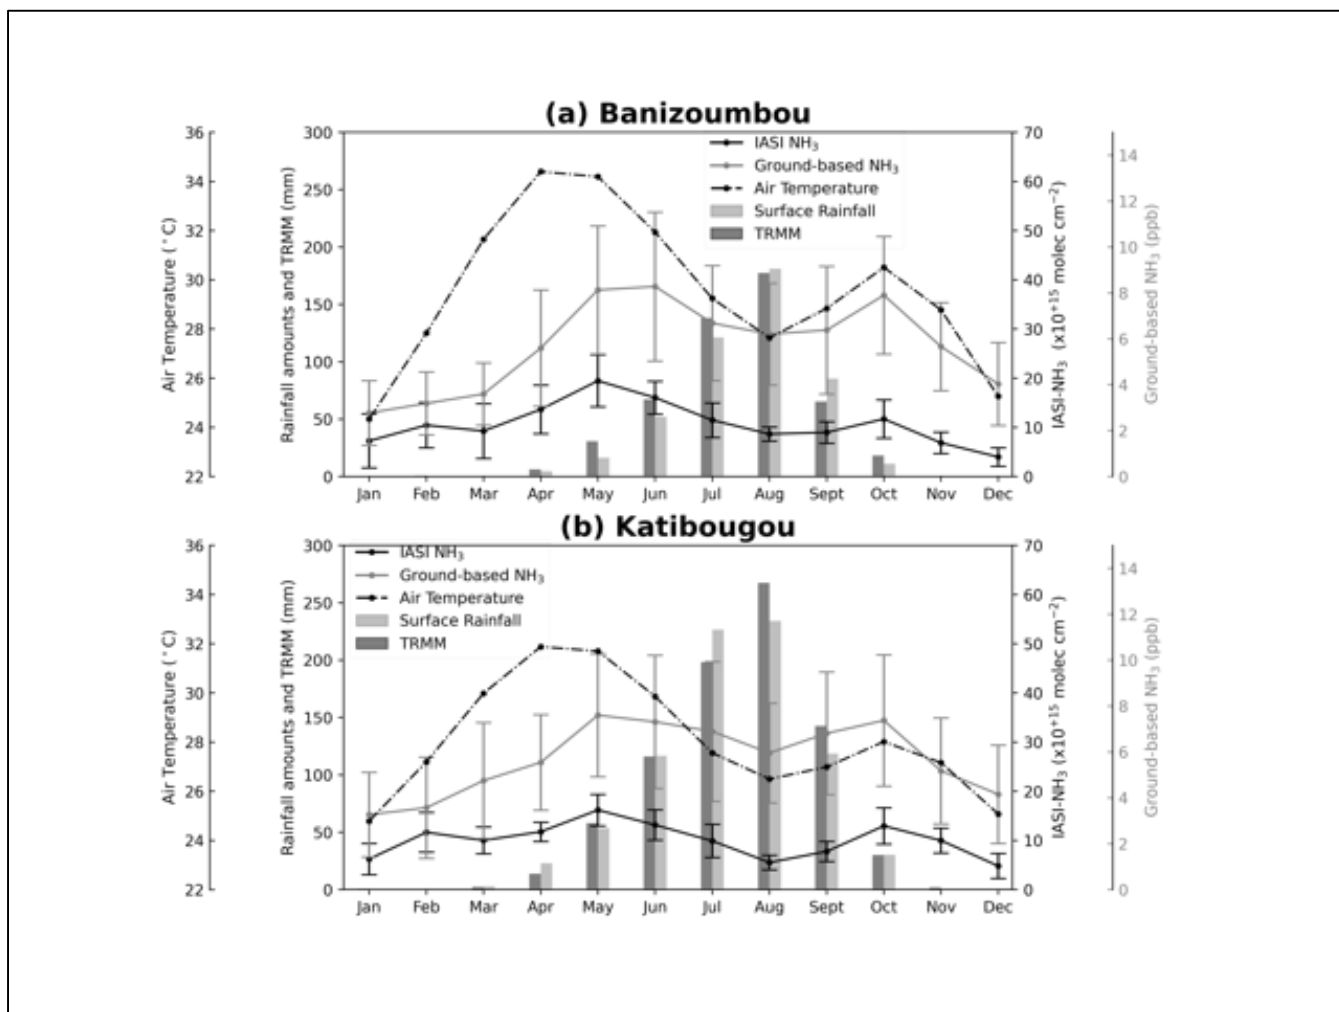 (a) Banizoumbou
Air Temperature (°C)
36
34
32
30
28
26
24
22
Rainfall amounts and TRMM (mm)
300
250
200
150
100
50
0
IASI NH₃
Ground-based NH₃
Air Temperature
Surface Rainfall
TRMM
70
60
50
40
30
20
10
0
IASI-NH₃ (x10⁺¹⁵ molec cm⁻²)
14
12
10
8
6
4
2
0
Ground-based NH₃ (ppb)
Jan Feb Mar Apr May Jun Jul Aug Sept Oct Nov Dec
(b) Katibougou
Air Temperature (°C)
36
34
32
30
28
26
24
22
Rainfall amounts and TRMM (mm)
300
250
200
150
100
50
0
IASI NH₃
Ground-based NH₃
Air Temperature
Surface Rainfall
TRMM
70
60
50
40
30
20
10
0
IASI-NH₃ (x10⁺¹⁵ molec cm⁻²)
14
12
10
8
6
4
2
0
Ground-based NH₃ (ppb)
Jan Feb Mar Apr May Jun Jul Aug Sept Oct Nov Dec